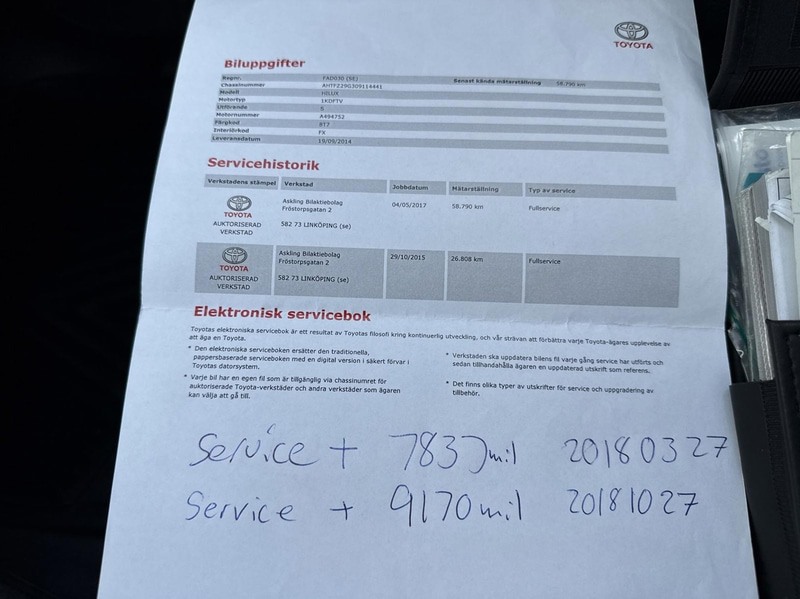 TOYOTA
Biluppgifter
Regnr. FAD030 (SE) Senast kända mätarställning 58.790 km
Chassinummer AHTFZ29G309114441
Modell HILUX
Motortyp 1KDFTV
Utförande S
Motornummer A494752
Färgkod 8T7
Interiörkod FX
Leveransdatum 19/09/2014
Servicehistorik
Verkstadens stämpel Verkstad Jobbdatum Mätarställning Typ av service
TOYOTA
AUKTORISERAD
VERKSTAD
Askling Bilaktiebolag 04/05/2017 58.790 km Fullservice
Fröstorpsgatan 2
582 73 LINKÖPING (se)
TOYOTA
AUKTORISERAD
VERKSTAD
Askling Bilaktiebolag 29/10/2015 26.808 km Fullservice
Fröstorpsgatan 2
582 73 LINKÖPING (se)
Elektronisk servicebok
Toyotas elektroniska servicebok är ett resultat av Toyotas filosofi kring kontinuerlig utveckling, och vår strävan att förbättra varje Toyota-ägares upplevelse av
att äga en Toyota.
* Den elektroniska serviceboken ersätter den traditionella,
pappersbaserade serviceboken med en digital version i säkert förvar i
Toyotas datorsystem.
* Varje bil har en egen fil som är tillgänglig via chassinumret för
auktoriserade Toyota-verkstäder och andra verkstäder som ägaren
kan välja att gå till.
* Verkstaden ska uppdatera bilens fil varje gång service har utförts och
sedan tillhandahålla ägaren en uppdaterad utskrift som referens.
* Det finns olika typer av utskrifter för service och uppgradering av
tillbehör.
Service + 7837 mil 20180327
Service + 9170 mil 20181027